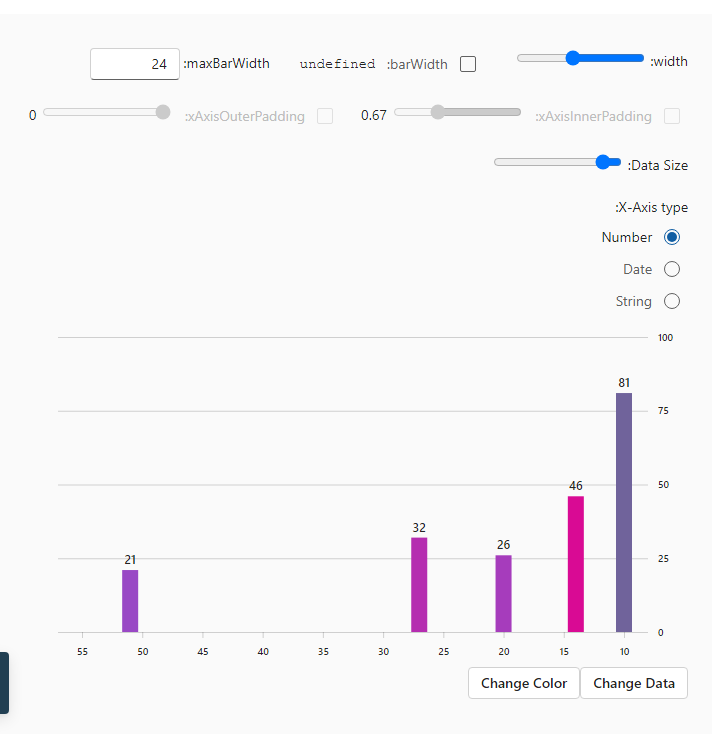 width:
barWidth: undefined
maxBarWidth: 24
xAxisInnerPadding: 0.67
xAxisOuterPadding: 0
Data Size:
X-Axis type:
Number
Date
String
100
75
50
25
0
81
46
26
32
21
10 15 20 25 30 35 40 45 50 55
Change Data
Change Color